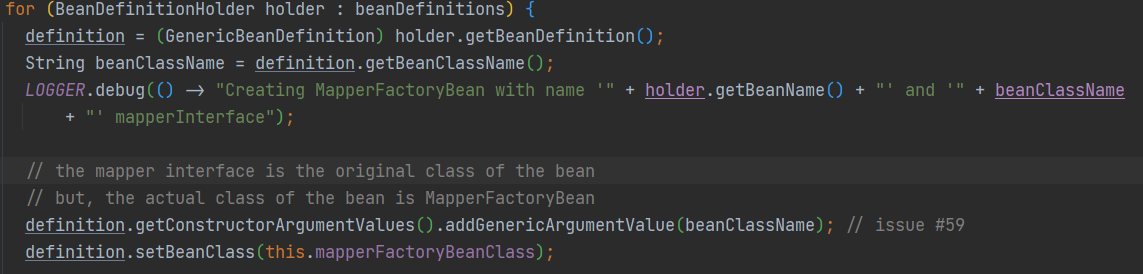 for (BeanDefinitionHolder holder : beanDefinitions) {
definition = (GenericBeanDefinition) holder.getBeanDefinition();
String beanClassName = definition.getBeanClassName();
LOGGER.debug(() -> "Creating MapperFactoryBean with name '" + holder.getBeanName() + "' and '" + beanClassName
+ "' mapperInterface");
// the mapper interface is the original class of the bean
// but, the actual class of the bean is MapperFactoryBean
definition.getConstructorArgumentValues().addGenericArgumentValue(beanClassName); // issue #59
definition.setBeanClass(this.mapperFactoryBeanClass);